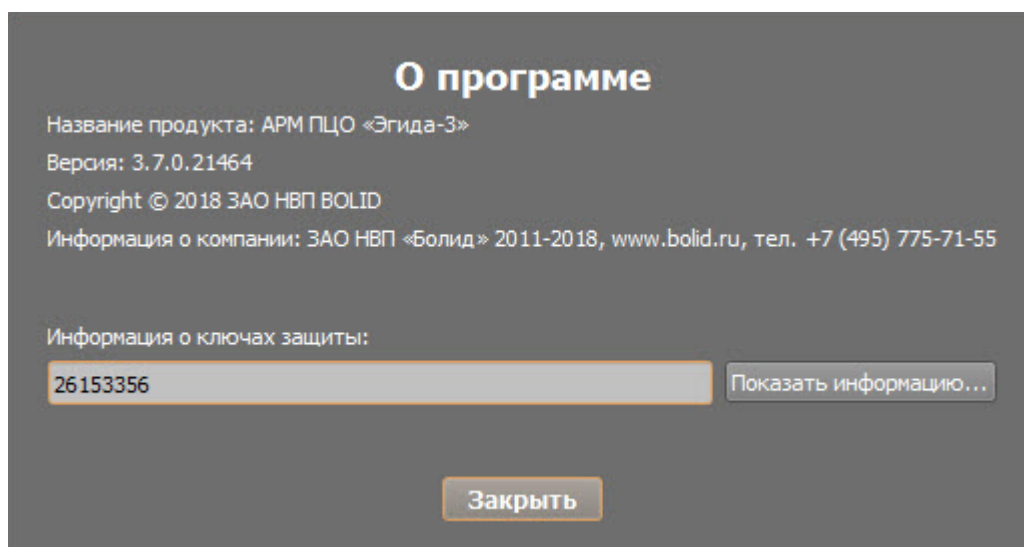 О программе
Название продукта: АРМ ПЦО «Эгида-3»
Версия: 3.7.0.21464
Copyright © 2018 ЗАО НВП BOLID
Информация о компании: ЗАО НВП «Болид» 2011-2018, www.bolid.ru, тел. +7 (495) 775-71-55
Информация о ключах защиты:
26153356
Показать информацию...
Закрыть